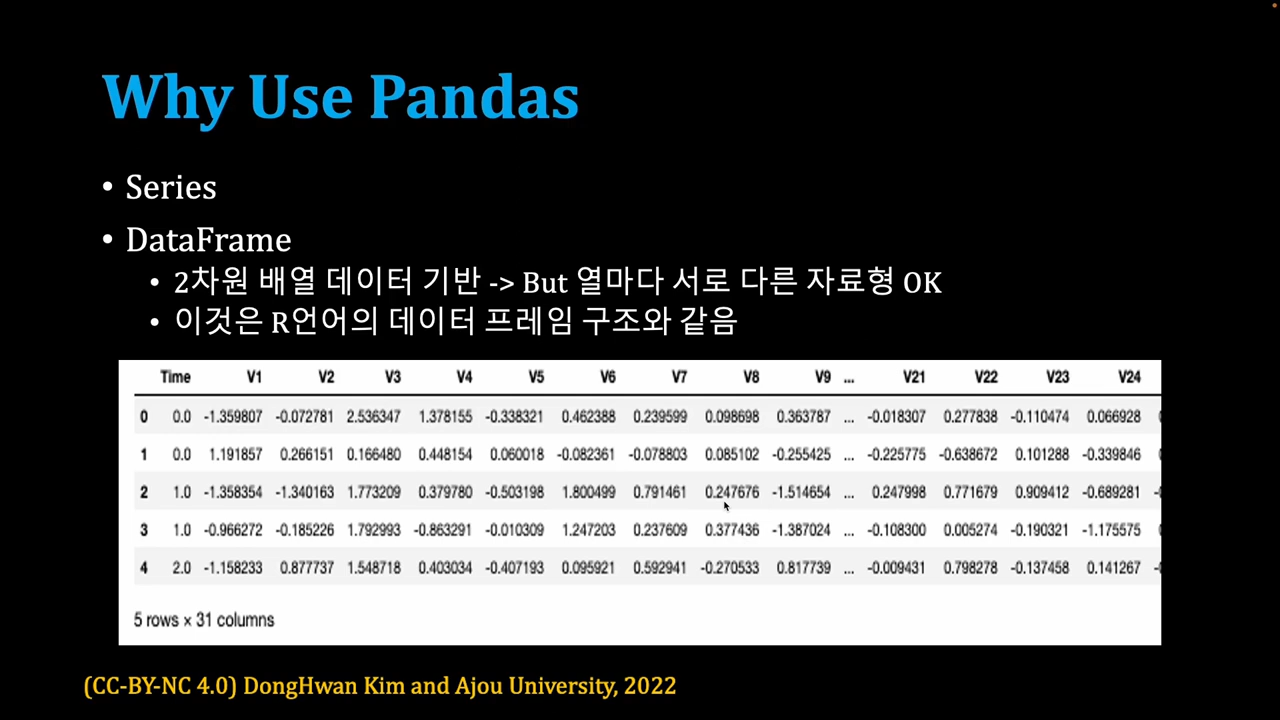 Why Use Pandas
• Series
• DataFrame
• 2차원 배열 데이터 기반 -> But 열마다 서로 다른 자료형 OK
• 이것은 R언어의 데이터 프레임 구조와 같음
Time V1 V2 V3 V4 V5 V6 V7 V8 V9 ... V21 V22 V23 V24
0 0.0 -1.359807 -0.072781 2.536347 1.378155 -0.338321 0.462388 0.239599 0.098698 0.363787 ... -0.018307 0.277838 -0.110474 0.066928
1 0.0 1.191857 0.266151 0.166480 0.448154 0.060018 -0.082361 -0.078803 0.085102 -0.255425 ... -0.225775 -0.638672 0.101288 -0.339846
2 1.0 -1.358354 -1.340163 1.773209 0.379780 -0.503198 1.800499 0.791461 0.247676 -1.514654 ... 0.247998 0.771679 0.909412 -0.689281
3 1.0 -0.966272 -0.185226 1.792993 -0.863291 -0.010309 1.247203 0.237609 0.377436 -1.387024 ... -0.108300 0.005274 -0.190321 -1.175575
4 2.0 -1.158233 0.877737 1.548718 0.403034 -0.407193 0.095921 0.592941 -0.270533 0.817739 ... -0.009431 0.798278 -0.137458 0.141267
5 rows × 31 columns
(CC-BY-NC 4.0) DongHwan Kim and Ajou University, 2022